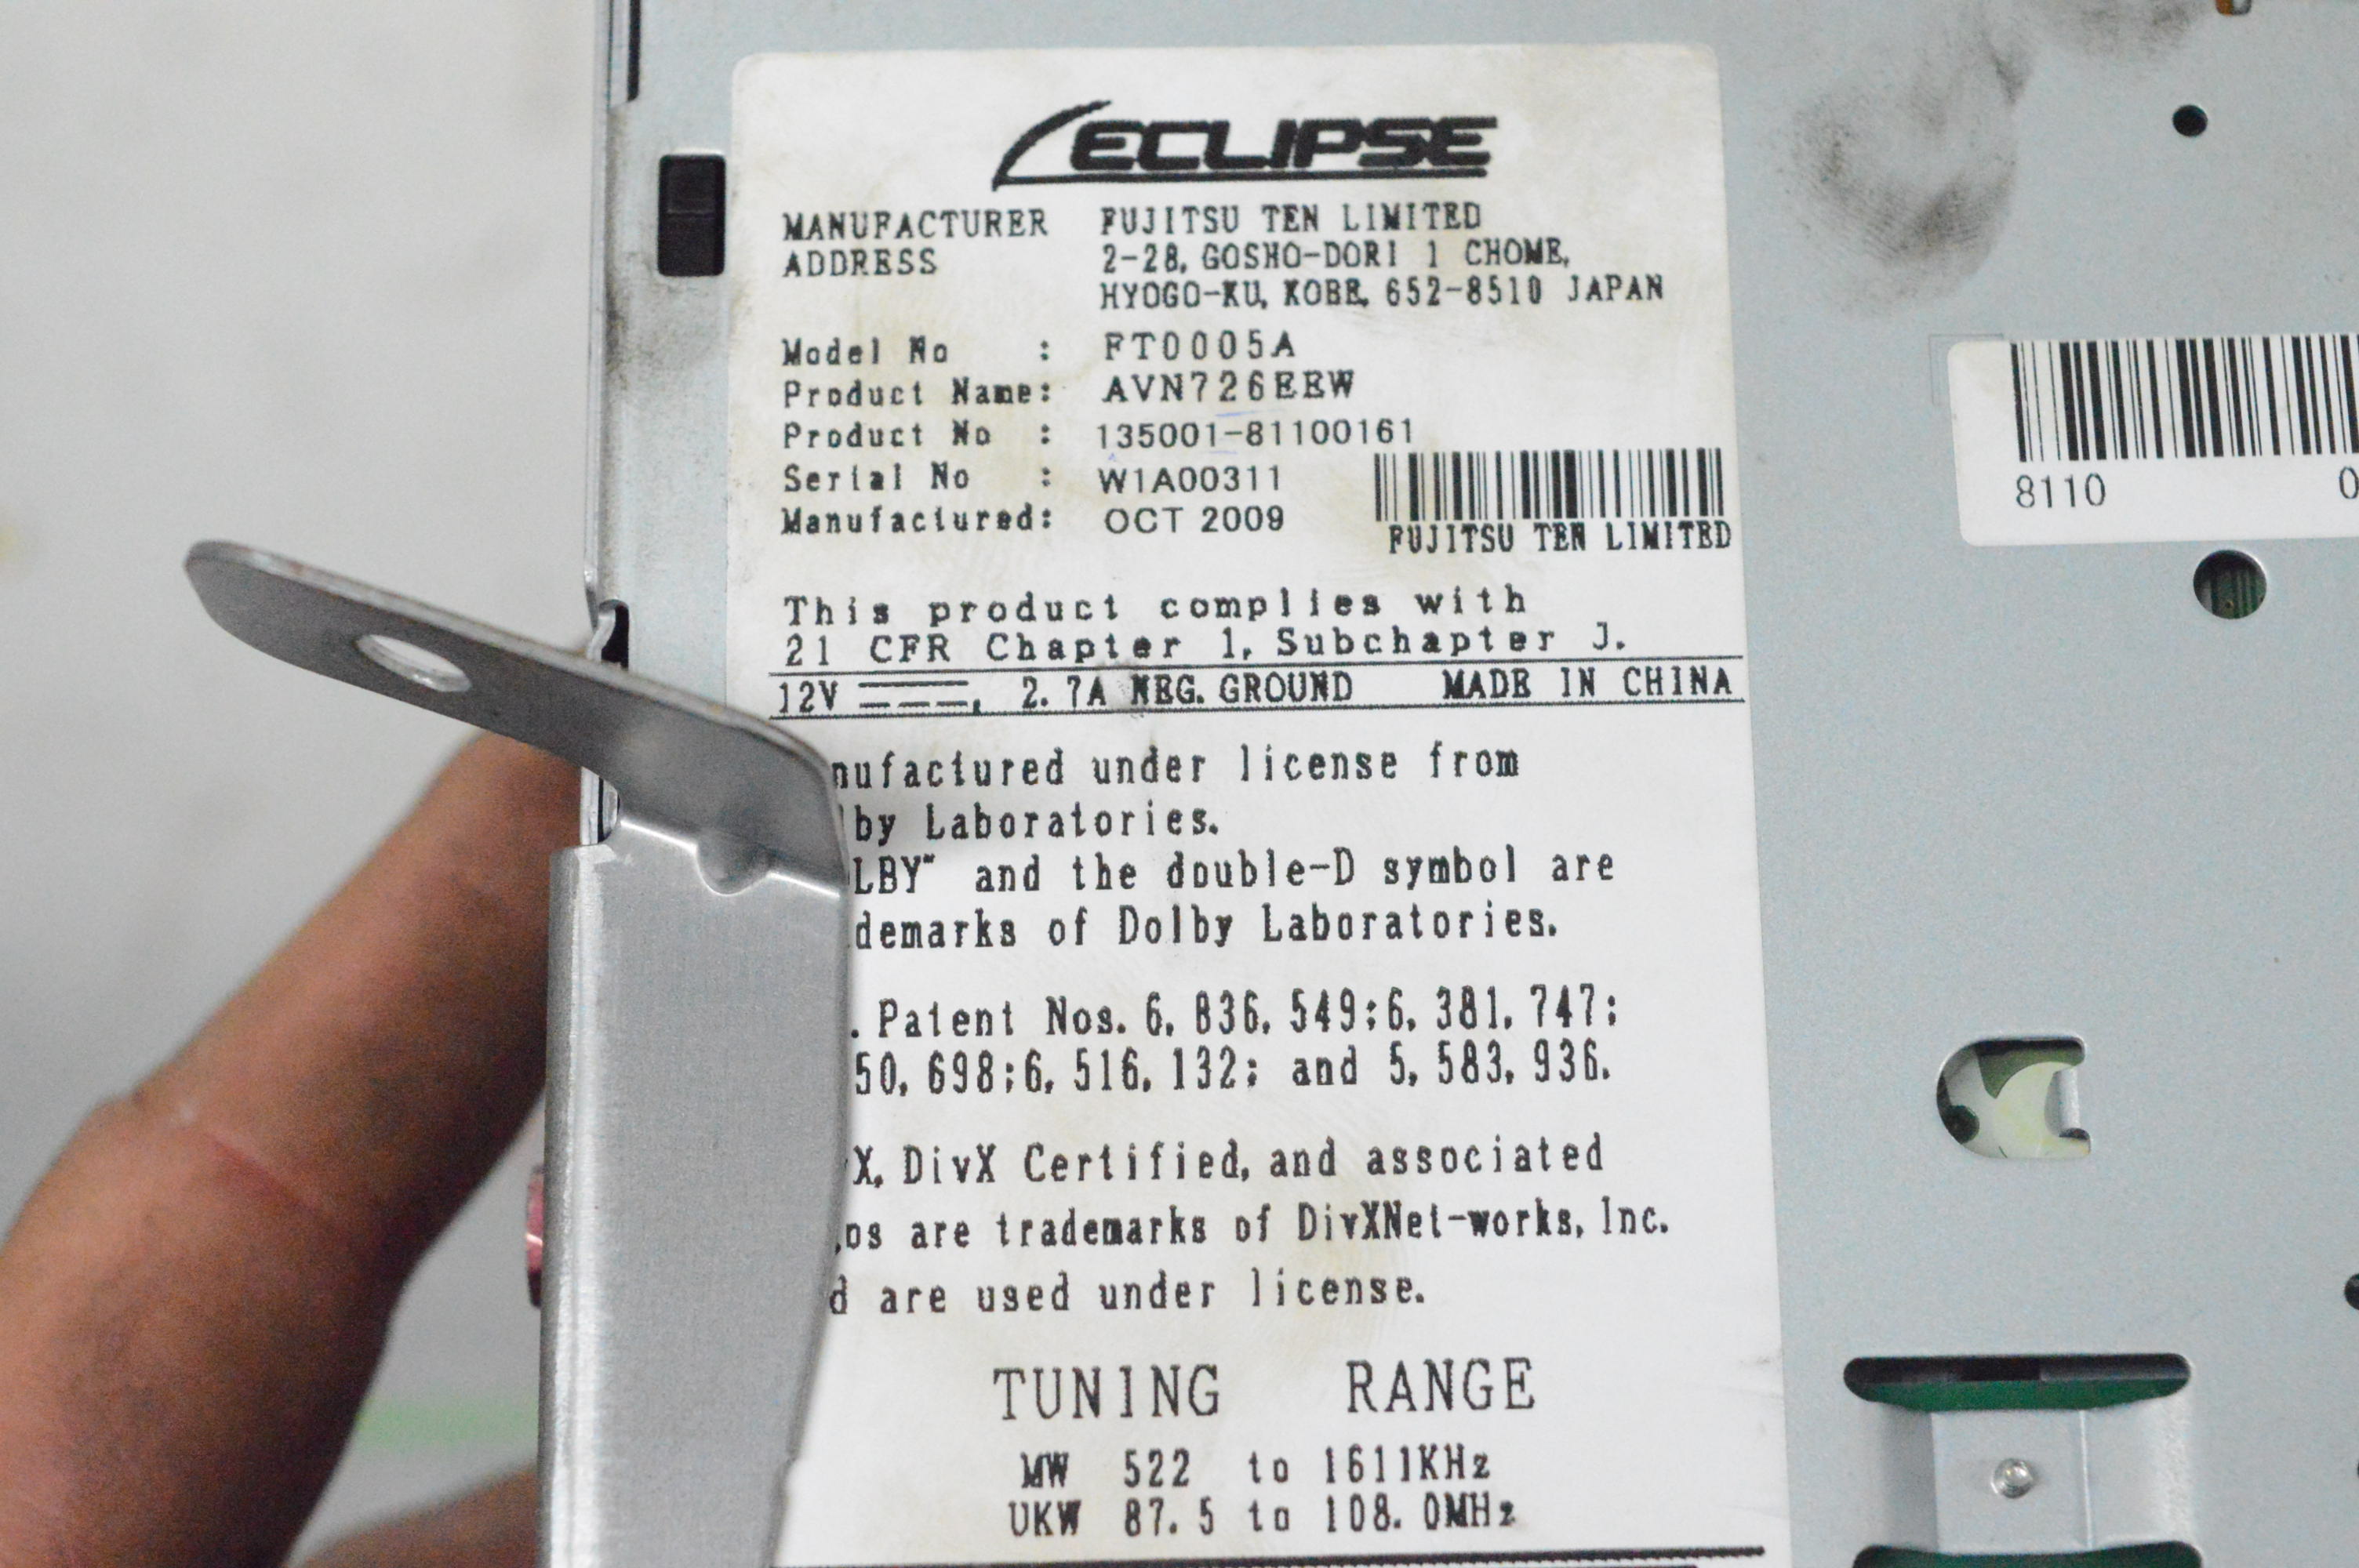 ECLIPSE
MANUFACTURER FUJITSU TEN LIMITED
ADDRESS 2-28, GOSHO-DORI 1 CHOME,
HYOGO-KU, KOBE, 652-8510 JAPAN
Model No : FT0005A
Product Name: AVN726EEW
Product No : 135001-81100161
Serial No : W1A00311
Manufactured: OCT 2009
FUJITSU TEN LIMITED
8110 0
This product complies with
21 CFR Chapter 1, Subchapter J.
12V, 2.7A NEG. GROUND MADE IN CHINA
nufactured under license from
lby Laboratories.
LBY™ and the double-D symbol are
demarks of Dolby Laboratories.
. Patent Nos. 6,836,549;6,381,747;
50,698;6,516,132; and 5,583,936.
X, DivX Certified, and associated
os are trademarks of DivXNet-works, Inc.
d are used under license.
TUNING RANGE
MW 522 to 1611KHz
UKW 87.5 to 108.0MHz